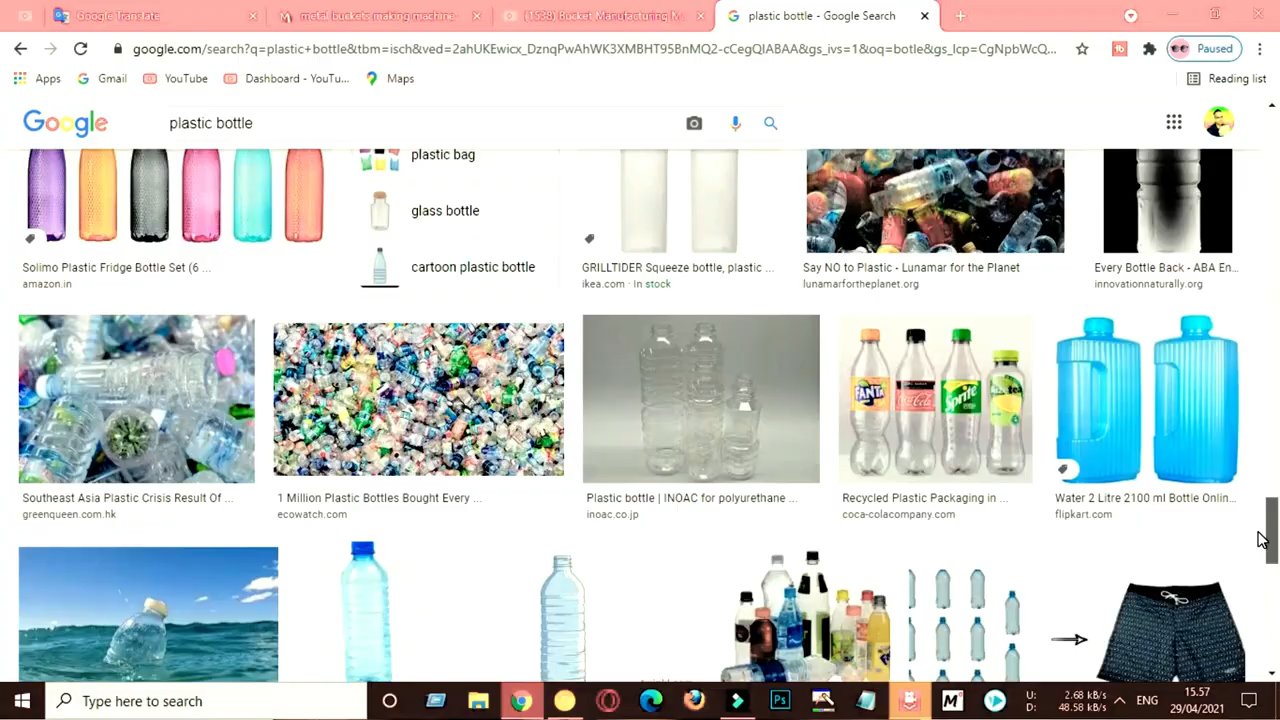 Google Translate
metal buckets making machine
(1538) Bucket Manufacturing M
plastic bottle - Google Search
google.com/search?q=plastic+bottle&tbm=isch&ved=2ahUKEwicx_DznqPwAhWK3XMBHT95BnMQ2-cCegQIABAA&gs_ivs=1&oq=botle&gs_lcp=CgNpbWcQ...
Paused
Apps
Gmail
YouTube
Dashboard - YouTu...
Maps
Reading list
Google
plastic bottle
plastic bag
glass bottle
cartoon plastic bottle
Solimo Plastic Fridge Bottle Set (6 ...
amazon.in
GRILLTIDER Squeeze bottle, plastic ...
ikea.com · In stock
Say NO to Plastic - Lunamar for the Planet
lunamarfortheplanet.org
Every Bottle Back - ABA En...
innovationnaturally.org
FANTA
Coca-Cola
Sprite
Southeast Asia Plastic Crisis Result Of ...
greenqueen.com.hk
1 Million Plastic Bottles Bought Every ...
ecowatch.com
Plastic bottle | INOAC for polyurethane ...
inoac.co.jp
Recycled Plastic Packaging in ...
coca-colacompany.com
Water 2 Litre 2100 ml Bottle Onlin...
flipkart.com
Type here to search
Ps
U: 2.68 kB/s
D: 48.58 kB/s
ENG
15.57
29/04/2021